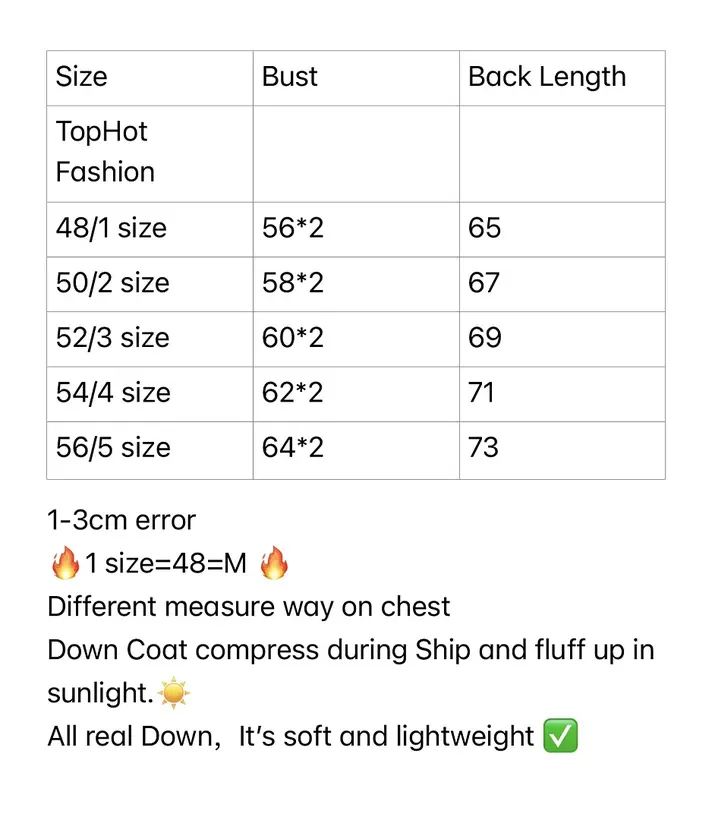 Size Bust Back Length
TopHot
Fashion
48/1 size 56*2 65
50/2 size 58*2 67
52/3 size 60*2 69
54/4 size 62*2 71
56/5 size 64*2 73
1-3cm error
🔥1 size=48=M 🔥
Different measure way on chest
Down Coat compress during Ship and fluff up in
sunlight.☀️
All real Down，It's soft and lightweight ✅